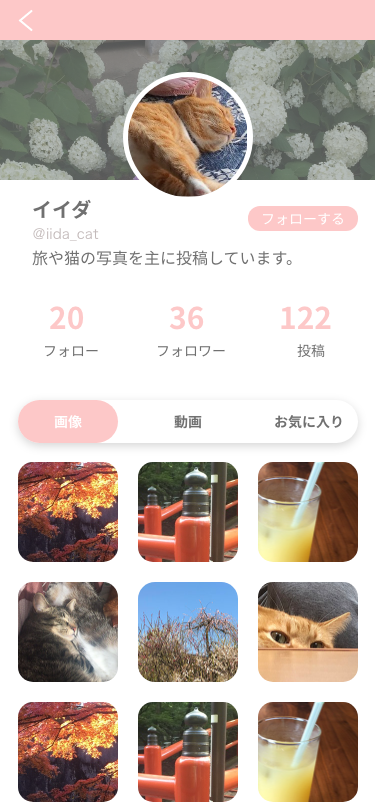 イイダ
@iida_cat
フォローする
旅や猫の写真を主に投稿しています。
20 36 122
フォロー フォロワー 投稿
画像 動画 お気に入り